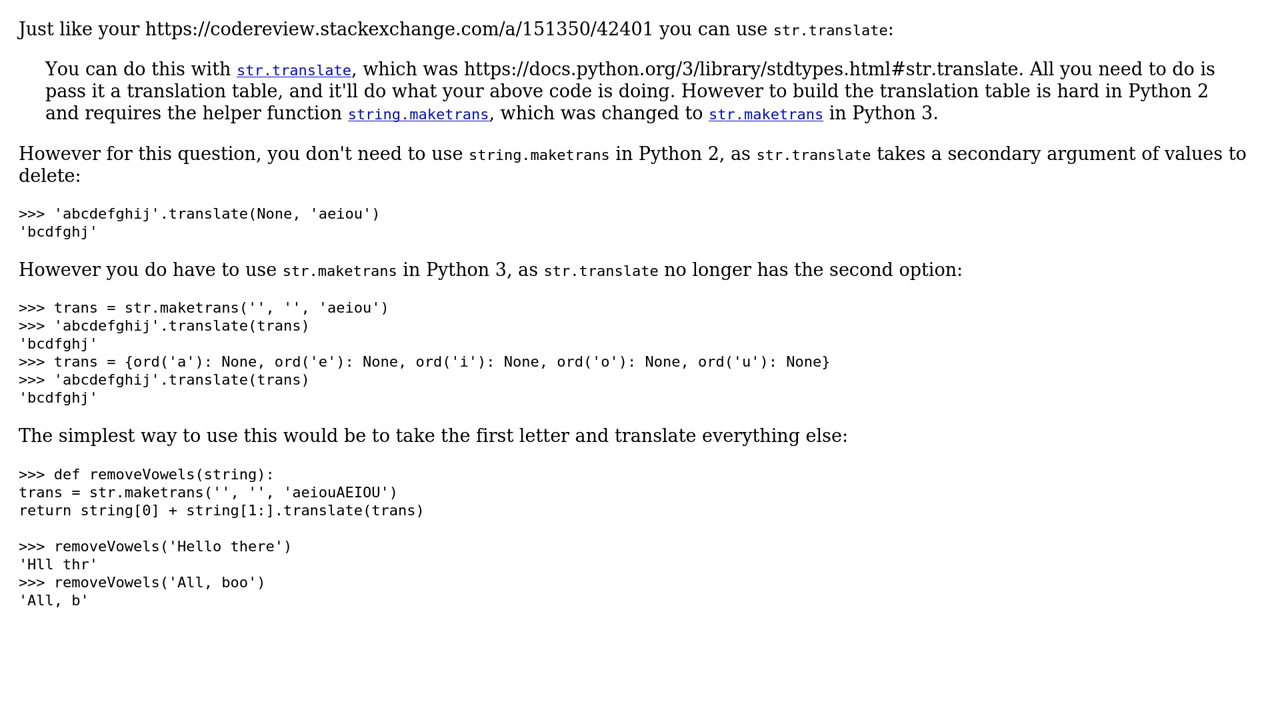 Just like your https://codereview.stackexchange.com/a/151350/42401 you can use str.translate:
You can do this with str.translate, which was https://docs.python.org/3/library/stdtypes.html#str.translate. All you need to do is
pass it a translation table, and it'll do what your above code is doing. However to build the translation table is hard in Python 2
and requires the helper function string.maketrans, which was changed to str.maketrans in Python 3.
However for this question, you don't need to use string.maketrans in Python 2, as str.translate takes a secondary argument of values to
delete:
>>> 'abcdefghij'.translate(None, 'aeiou')
'bcdfghj'
However you do have to use str.maketrans in Python 3, as str.translate no longer has the second option:
>>> trans = str.maketrans('', '', 'aeiou')
>>> 'abcdefghij'.translate(trans)
'bcdfghj'
>>> trans = {ord('a'): None, ord('e'): None, ord('i'): None, ord('o'): None, ord('u'): None}
>>> 'abcdefghij'.translate(trans)
'bcdfghj'
The simplest way to use this would be to take the first letter and translate everything else:
>>> def removeVowels(string):
trans = str.maketrans('', '', 'aeiouAEIOU')
return string[0] + string[1:].translate(trans)
>>> removeVowels('Hello there')
'Hll thr'
>>> removeVowels('All, boo')
'All, b'